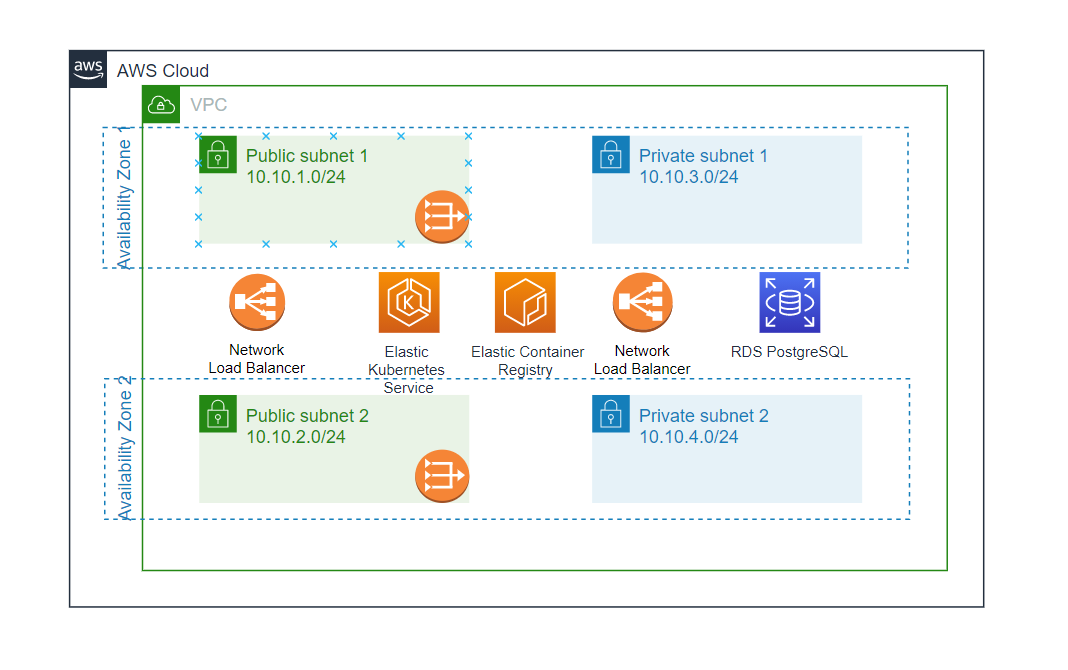 aws
AWS Cloud
VPC
Availability Zone 1
Public subnet 1
10.10.1.0/24
Private subnet 1
10.10.3.0/24
Network
Load Balancer
Elastic
Kubernetes
Service
Elastic Container
Registry
Network
Load Balancer
RDS PostgreSQL
Availability Zone 2
Public subnet 2
10.10.2.0/24
Private subnet 2
10.10.4.0/24